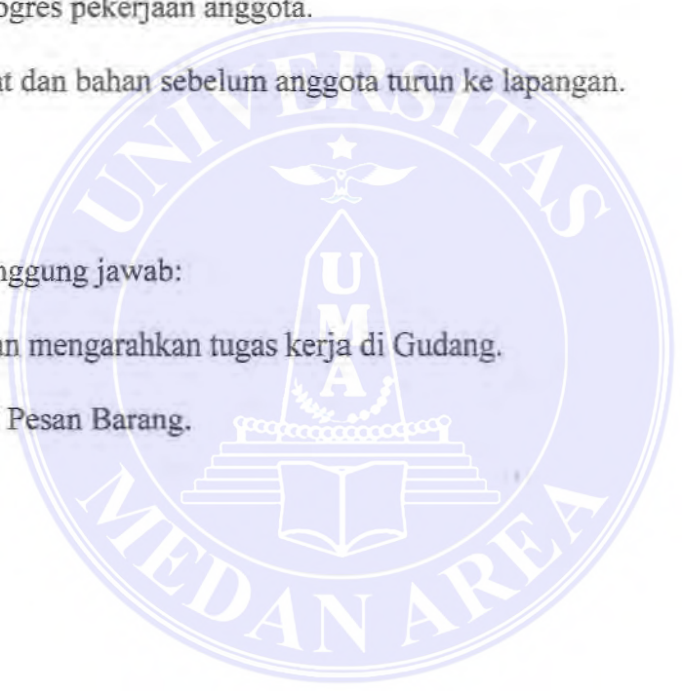 ogres pekerjaan anggota.
at dan bahan sebelum anggota turun ke lapangan.
UNIVERSITAS
UMA
nggung jawab:
an mengarahkan tugas kerja di Gudang.
Pesan Barang.
MEDAN AREA